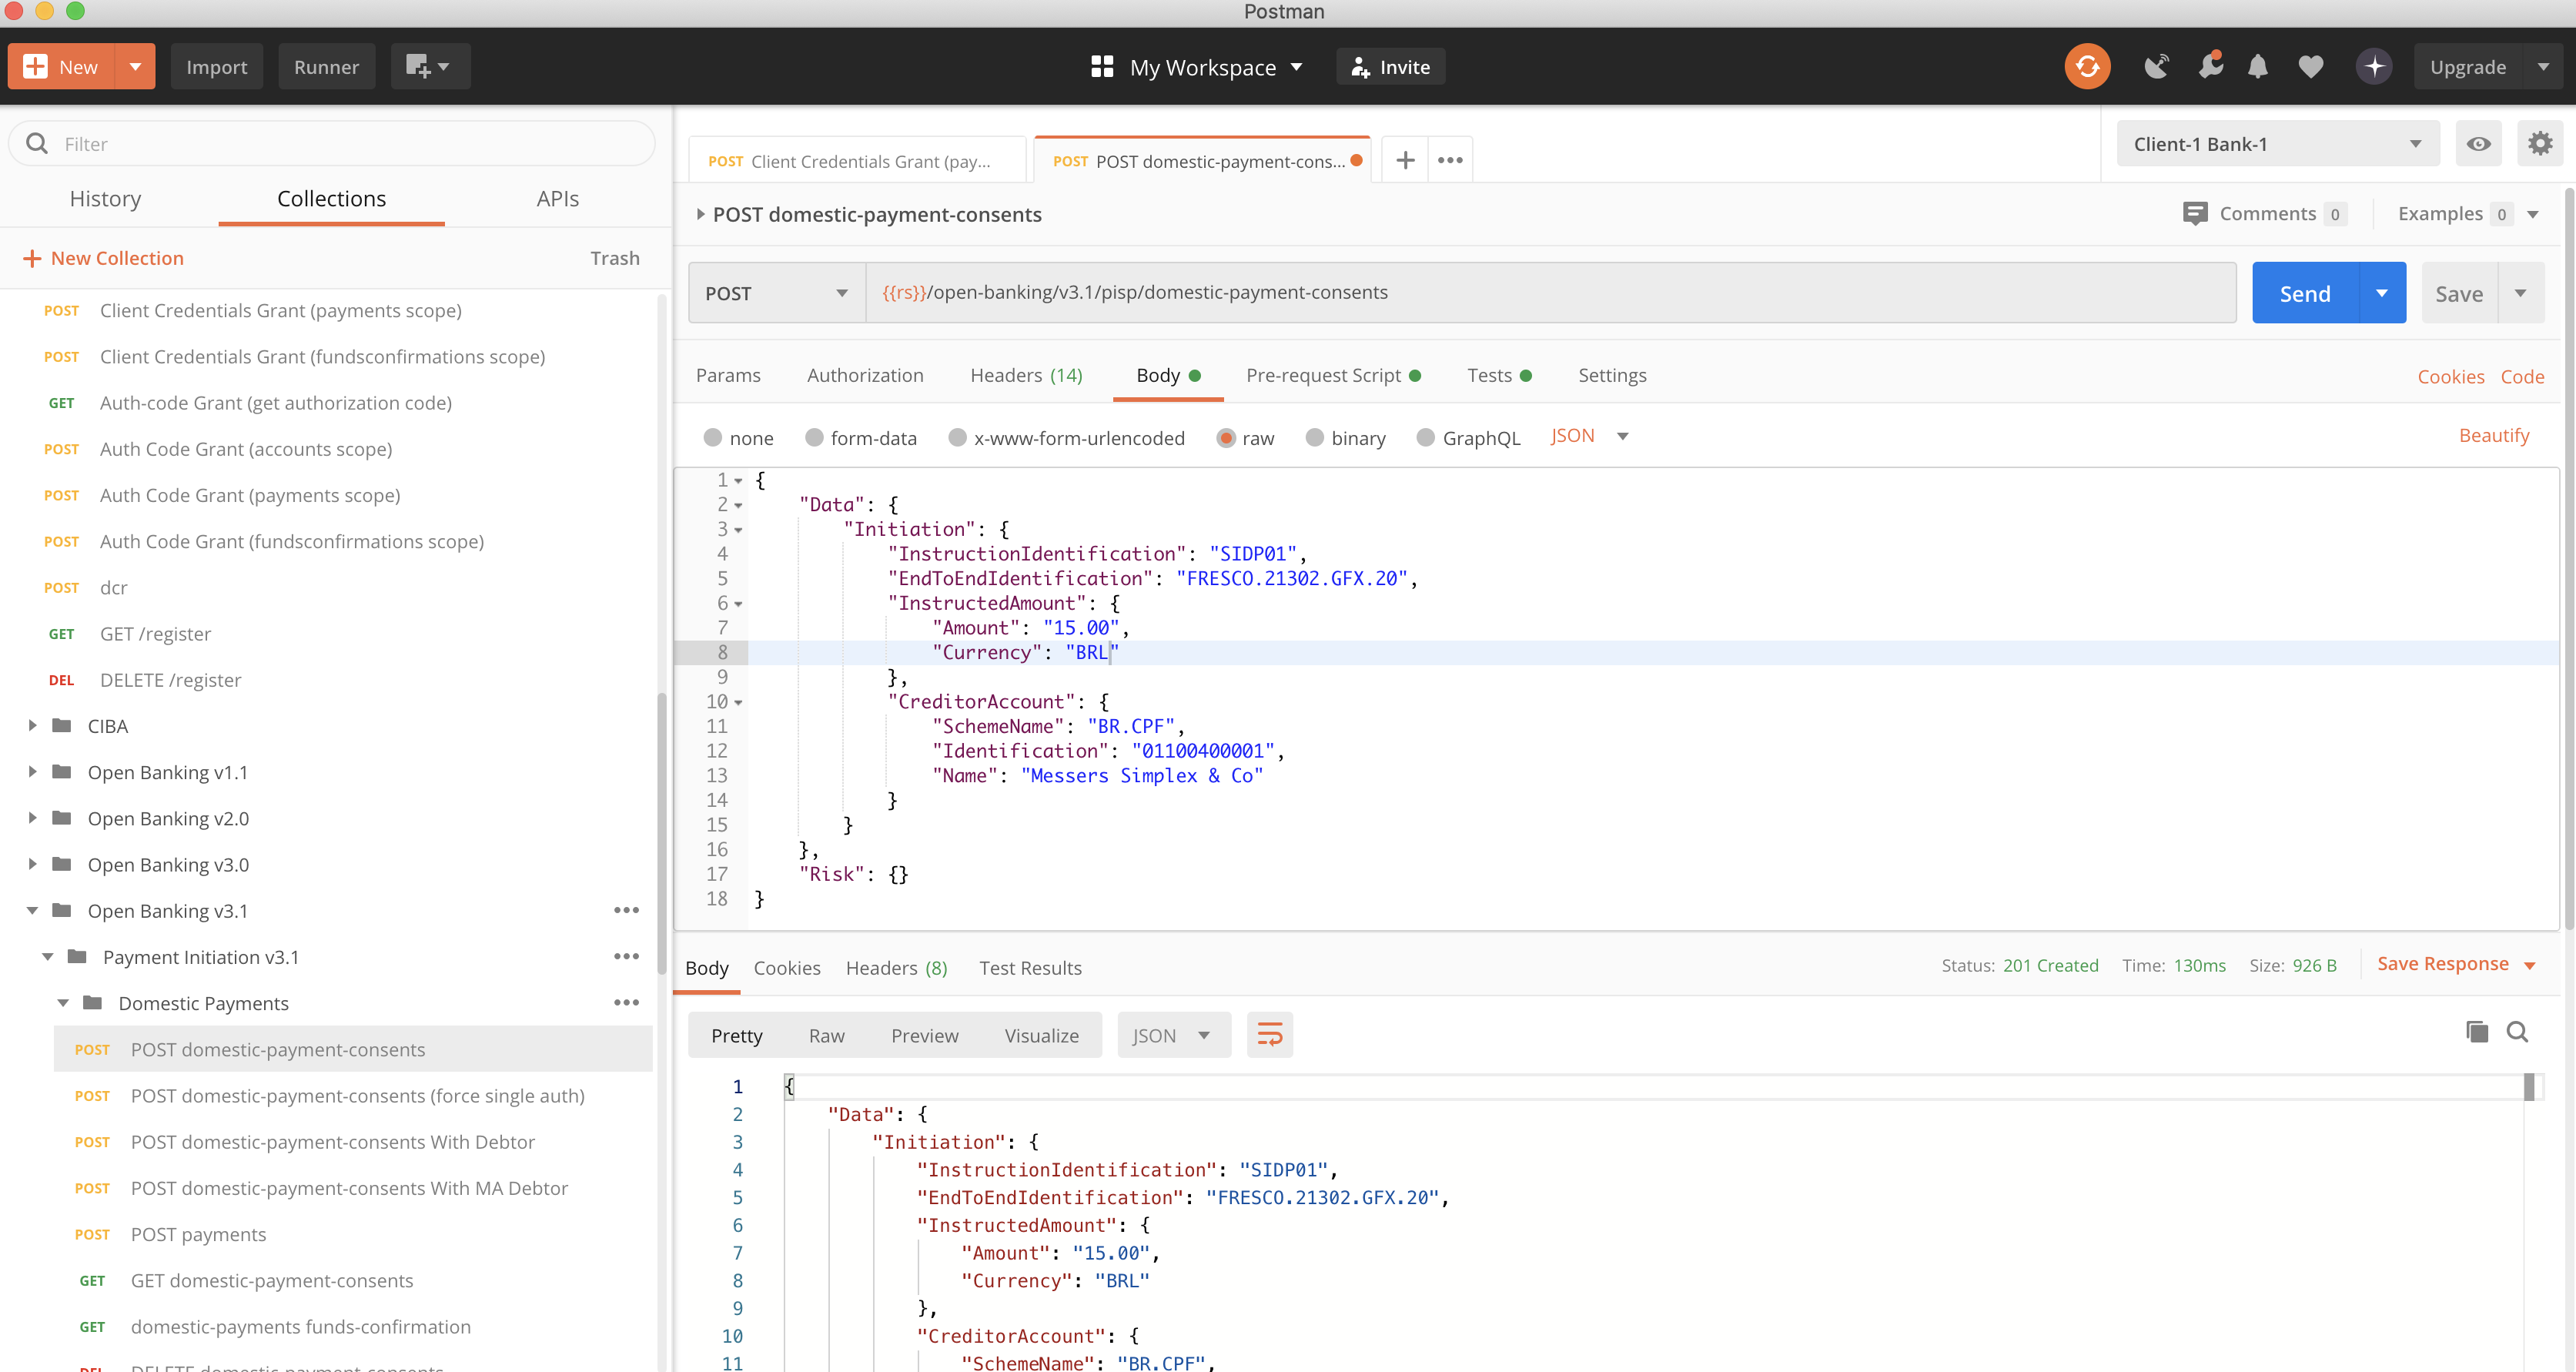 Postman
New
Import
Runner
My Workspace
Invite
Upgrade
Filter
History
Collections
APIs
New Collection
Trash
POST Client Credentials Grant (payments scope)
POST Client Credentials Grant (fundsconfirmations scope)
GET Auth-code Grant (get authorization code)
POST Auth Code Grant (accounts scope)
POST Auth Code Grant (payments scope)
POST Auth Code Grant (fundsconfirmations scope)
POST dcr
GET GET /register
DEL DELETE /register
CIBA
Open Banking v1.1
Open Banking v2.0
Open Banking v3.0
Open Banking v3.1
Payment Initiation v3.1
Domestic Payments
POST POST domestic-payment-consents
POST POST domestic-payment-consents (force single auth)
POST POST domestic-payment-consents With Debtor
POST POST domestic-payment-consents With MA Debtor
POST POST payments
GET GET domestic-payment-consents
GET domestic-payments funds-confirmation
DEL DELETE domestic-payment-consents
POST Client Credentials Grant (pay...
POST POST domestic-payment-cons...
Client-1 Bank-1
POST domestic-payment-consents
Comments 0
Examples 0
POST
{{rs}}/open-banking/v3.1/pisp/domestic-payment-consents
Send
Save
Params
Authorization
Headers (14)
Body
Pre-request Script
Tests
Settings
Cookies
Code
none
form-data
x-www-form-urlencoded
raw
binary
GraphQL
JSON
Beautify
1 {
2 "Data": {
3 "Initiation": {
4 "InstructionIdentification": "SIDP01",
5 "EndToEndIdentification": "FRESCO.21302.GFX.20",
6 "InstructedAmount": {
7 "Amount": "15.00",
8 "Currency": "BRL"
9 },
10 "CreditorAccount": {
11 "SchemeName": "BR.CPF",
12 "Identification": "01100400001",
13 "Name": "Messers Simplex & Co"
14 }
15 }
16 },
17 "Risk": {}
18 }
Body
Cookies
Headers (8)
Test Results
Status: 201 Created
Time: 130ms
Size: 926 B
Save Response
Pretty
Raw
Preview
Visualize
JSON
1 {
2 "Data": {
3 "Initiation": {
4 "InstructionIdentification": "SIDP01",
5 "EndToEndIdentification": "FRESCO.21302.GFX.20",
6 "InstructedAmount": {
7 "Amount": "15.00",
8 "Currency": "BRL"
9 },
10 "CreditorAccount": {
11 "SchemeName": "BR.CPF",